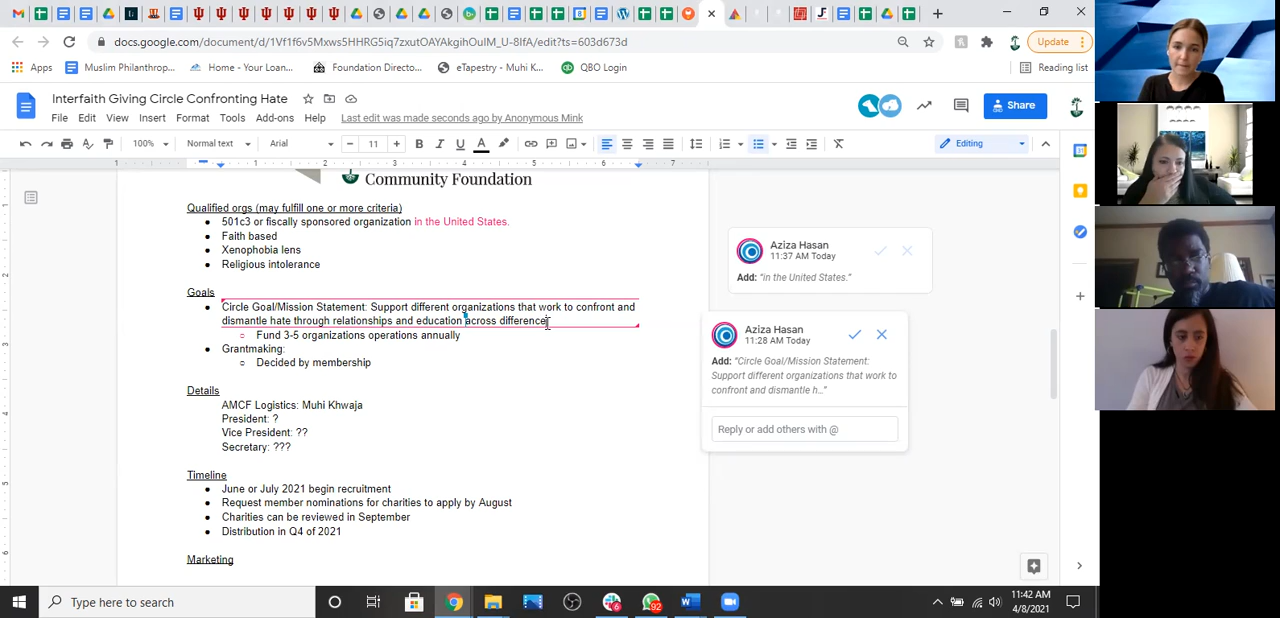 docs.google.com/document/d/1Vf1f6v5Mxws5HHRG5iq7zxutOAYAkgihOulM_U-8IfA/edit?ts=603d673d
Update
Apps
Muslim Philanthrop...
Home - Your Loan...
Foundation Directo...
eTapestry - Muhi K...
QBO Login
Reading list
Interfaith Giving Circle Confronting Hate
File Edit View Insert Format Tools Add-ons Help
Last edit was made seconds ago by Anonymous Mink
Share
100%
Normal text
Arial
11
B I U A
Editing
1 1 2 3 4 5 6 7
Community Foundation
Qualified orgs (may fulfill one or more criteria)
501c3 or fiscally sponsored organization in the United States.
Faith based
Xenophobia lens
Religious intolerance
Goals
Circle Goal/Mission Statement: Support different organizations that work to confront and
dismantle hate through relationships and education across difference
Fund 3-5 organizations operations annually
Grantmaking:
Decided by membership
Details
AMCF Logistics: Muhi Khwaja
President: ?
Vice President: ??
Secretary: ???
Timeline
June or July 2021 begin recruitment
Request member nominations for charities to apply by August
Charities can be reviewed in September
Distribution in Q4 of 2021
Marketing
Aziza Hasan
11:37 AM Today
Add: "in the United States."
Aziza Hasan
11:28 AM Today
Add: "Circle Goal/Mission Statement:
Support different organizations that work to
confront and dismantle h..."
Reply or add others with @
Type here to search
6
92
11:42 AM
4/8/2021